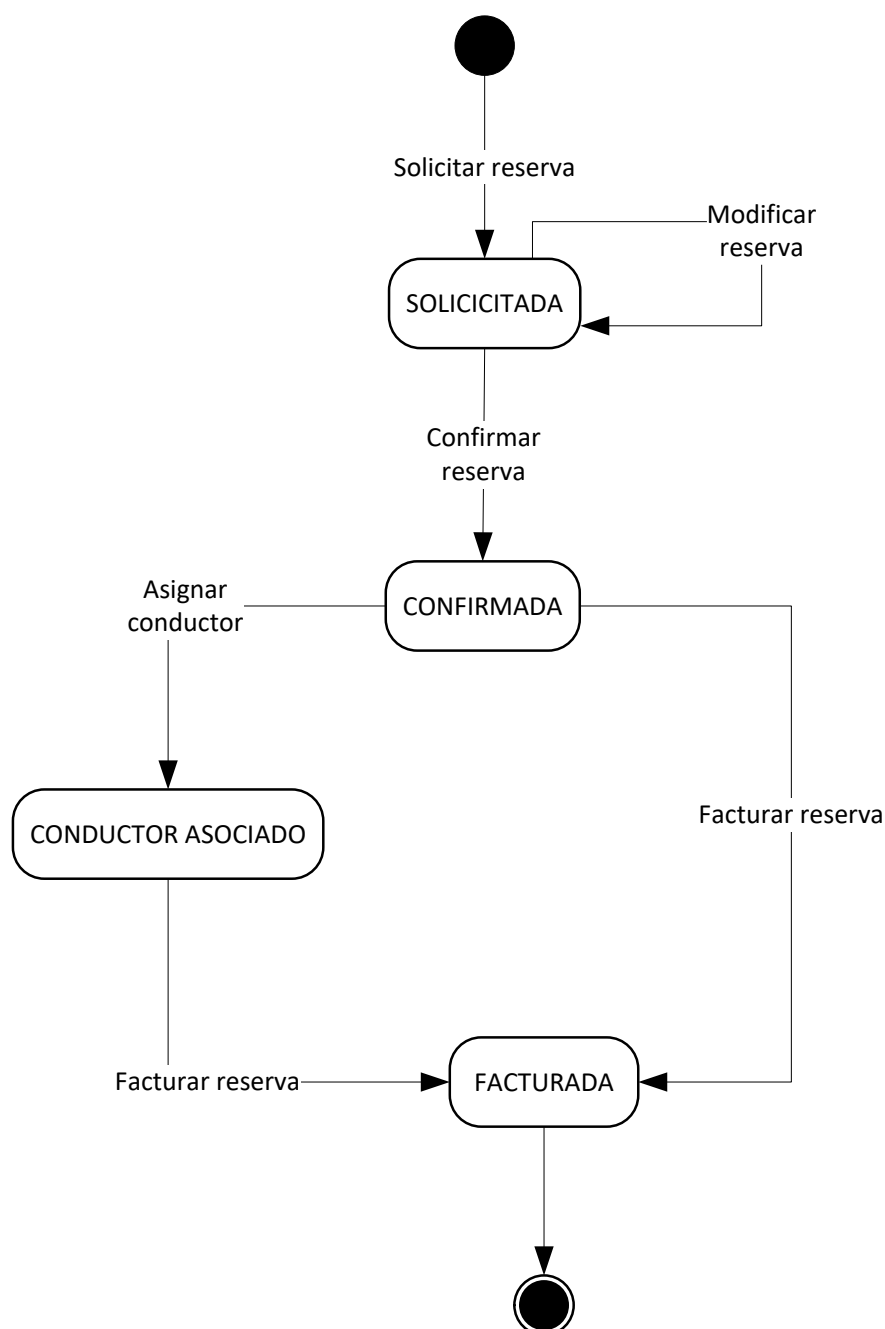 Solicitar reserva
Modificar
reserva
SOLICICITADA
Confirmar
reserva
Asignar
conductor
CONFIRMADA
CONDUCTOR ASOCIADO
Facturar reserva
Facturar reserva
FACTURADA